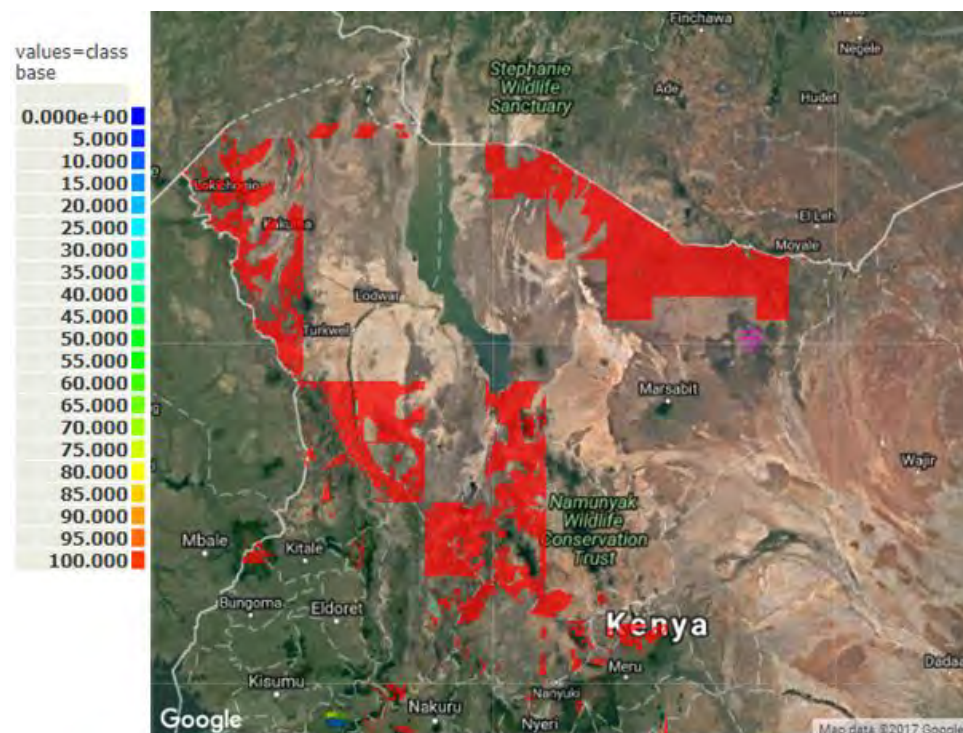 values=class
base
0.000e+00
5.000
10.000
15.000
20.000
25.000
30.000
35.000
40.000
45.000
50.000
55.000
60.000
65.000
70.000
75.000
80.000
85.000
90.000
95.000
100.000
Finchawa
Negele
Stephanie
Wildlife
Sanctuary
Ade
Hudet
Lokichogio
Kakuma
El Leh
Moyale
Lodwar
Turkwel
Marsabit
Wajir
Namunyak
Wildlife
Conservation
Trust
Mbale
Kitale
Bungoma
Eldoret
Kenya
Meru
Dadaa
Kisumu
Nanyuki
Nakuru
Nyeri
Google
Map data ©2017 Google